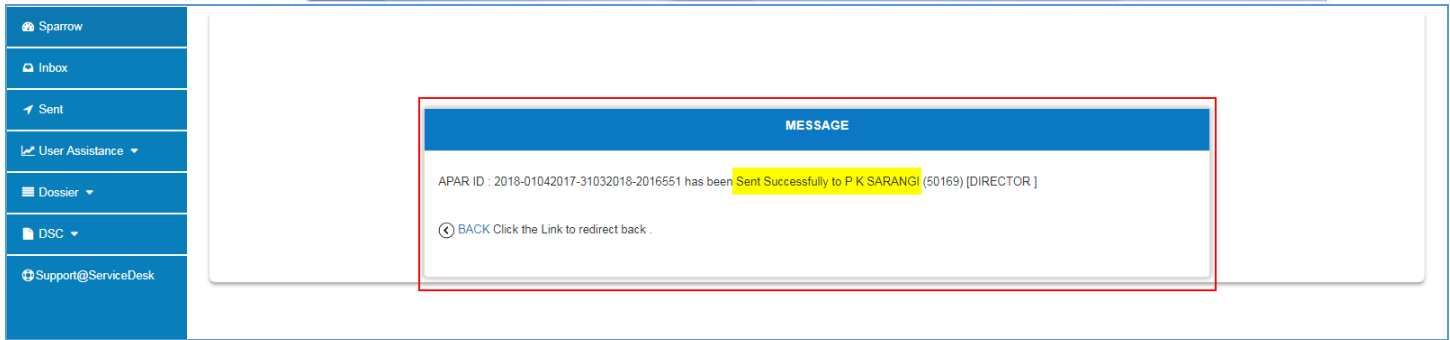 Sparrow
Inbox
Sent
User Assistance
Dossier
DSC
Support@ServiceDesk
MESSAGE
APAR ID : 2018-01042017-31032018-2016551 has been Sent Successfully to P K SARANGI (50169) [DIRECTOR ]
BACK Click the Link to redirect back .